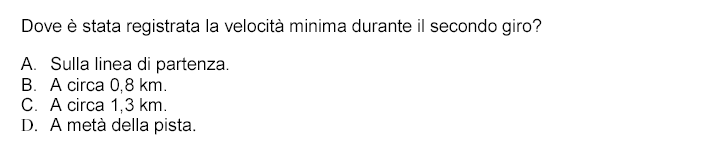 Dove è stata registrata la velocità minima durante il secondo giro?
A. Sulla linea di partenza.
B. A circa 0,8 km.
C. A circa 1,3 km.
D. A metà della pista.